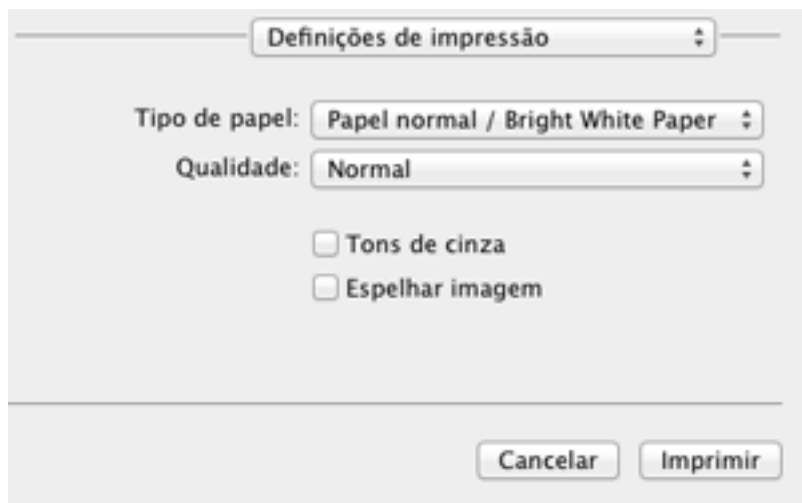 Definições de impressão
Tipo de papel: Papel normal / Bright White Paper
Qualidade: Normal
Tons de cinza
Espelhar imagem
Cancelar Imprimir